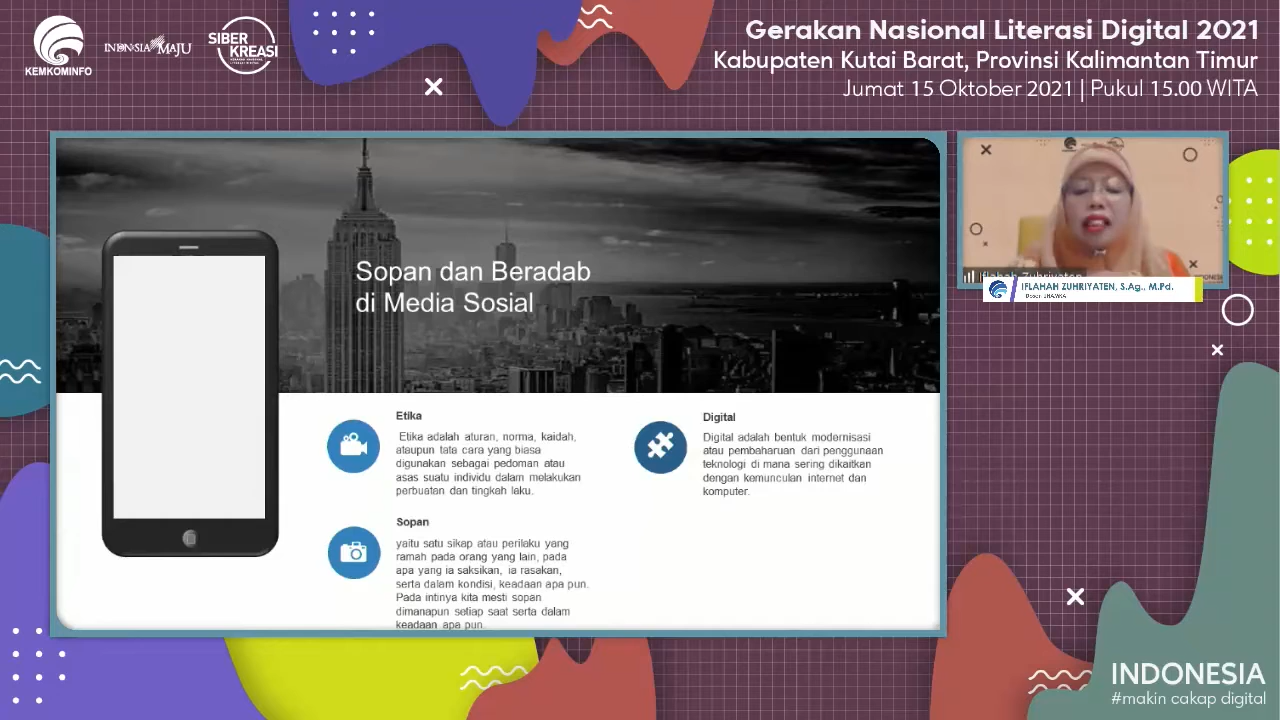 KEMKOMINFO
INDONESIA MAJU
SIBER
KREASI
Gerakan Nasional Literasi Digital 2021
Kabupaten Kutai Barat, Provinsi Kalimantan Timur
Jumat 15 Oktober 2021 | Pukul 15.00 WITA
Sopan dan Beradab
di Media Sosial
Etika
Etika adalah aturan, norma, kaidah,
ataupun tata cara yang biasa
digunakan sebagai pedoman atau
asas suatu individu dalam melakukan
perbuatan dan tingkah laku.
Sopan
yaitu satu sikap atau perilaku yang
ramah pada orang yang lain, pada
apa yang ia saksikan, ia rasakan,
serta dalam kondisi, keadaan apa pun.
Pada intinya kita mesti sopan
dimanapun setiap saat serta dalam
keadaan apa pun.
Digital
Digital adalah bentuk modernisasi
atau pembaharuan dari penggunaan
teknologi di mana sering dikaitkan
dengan kemunculan internet dan
komputer.
Iflahah Zuhriyaten
IFLAHAH ZUHRIYATEN, S.Ag., M.Pd.
INDONESIA
#makin cakap digital